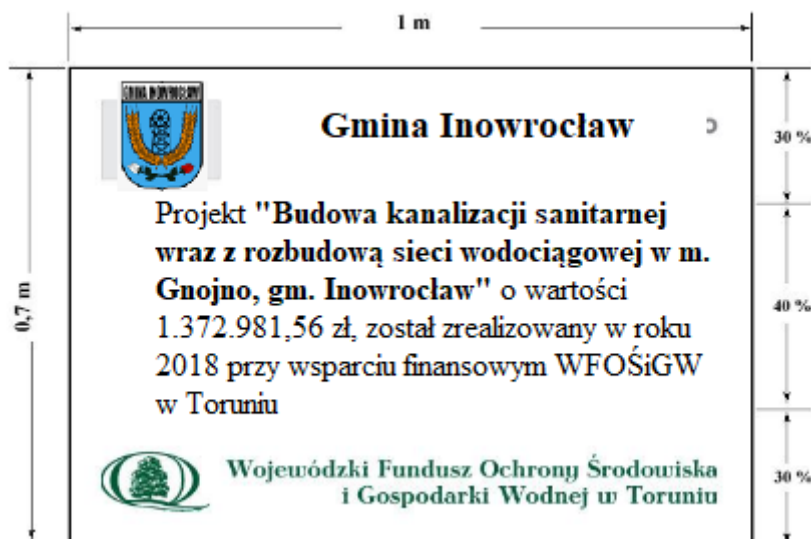 1 m
GMINA INOWROCŁAW
Gmina Inowrocław
30 %
Projekt "Budowa kanalizacji sanitarnej
wraz z rozbudową sieci wodociągowej w m.
Gnojno, gm. Inowrocław" o wartości
1.372.981,56 zł, został zrealizowany w roku
2018 przy wsparciu finansowym WFOŚiGW
w Toruniu
0,7 m
40 %
Wojewódzki Fundusz Ochrony Środowiska
i Gospodarki Wodnej w Toruniu
30 %